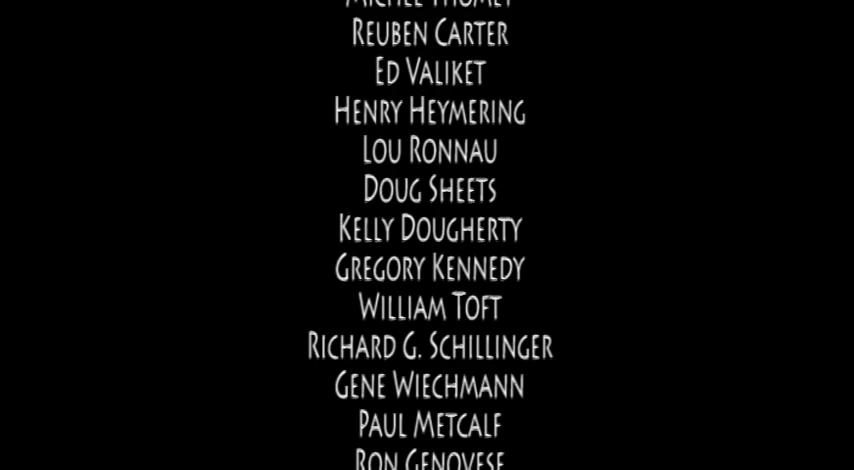 Reuben Carter
Ed Valiket
Henry Heymering
Lou Ronnau
Doug Sheets
Kelly Dougherty
Gregory Kennedy
William Toft
Richard G. Schillinger
Gene Wiechmann
Paul Metcalf
Ron Genovese